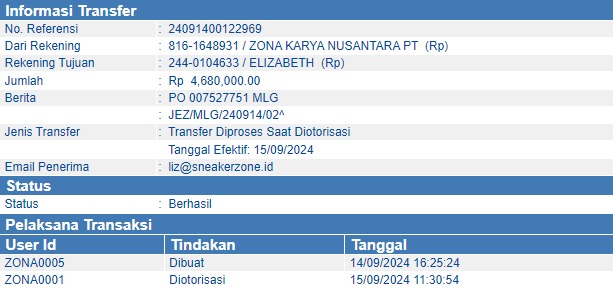 Informasi Transfer
No. Referensi : 24091400122969
Dari Rekening : 816-1648931 / ZONA KARYA NUSANTARA PT (Rp)
Rekening Tujuan : 244-0104633 / ELIZABETH (Rp)
Jumlah : Rp 4,680,000.00
Berita : PO 007527751 MLG
: JEZ/MLG/240914/02^
Jenis Transfer : Transfer Diproses Saat Diotorisasi
Tanggal Efektif: 15/09/2024
Email Penerima : liz@sneakerzone.id
Status
Status : Berhasil
Pelaksana Transaksi
User Id Tindakan Tanggal
ZONA0005 Dibuat 14/09/2024 16:25:24
ZONA0001 Diotorisasi 15/09/2024 11:30:54